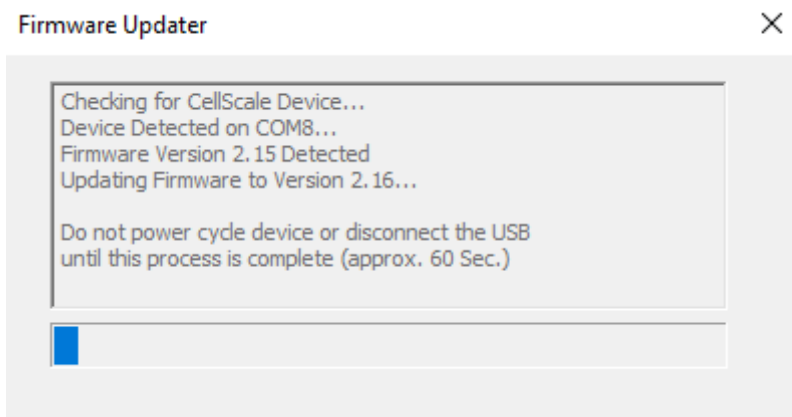 Firmware Updater
Checking for CellScale Device...
Device Detected on COM8...
Firmware Version 2.15 Detected
Updating Firmware to Version 2.16...
Do not power cycle device or disconnect the USB
until this process is complete (approx. 60 Sec.)